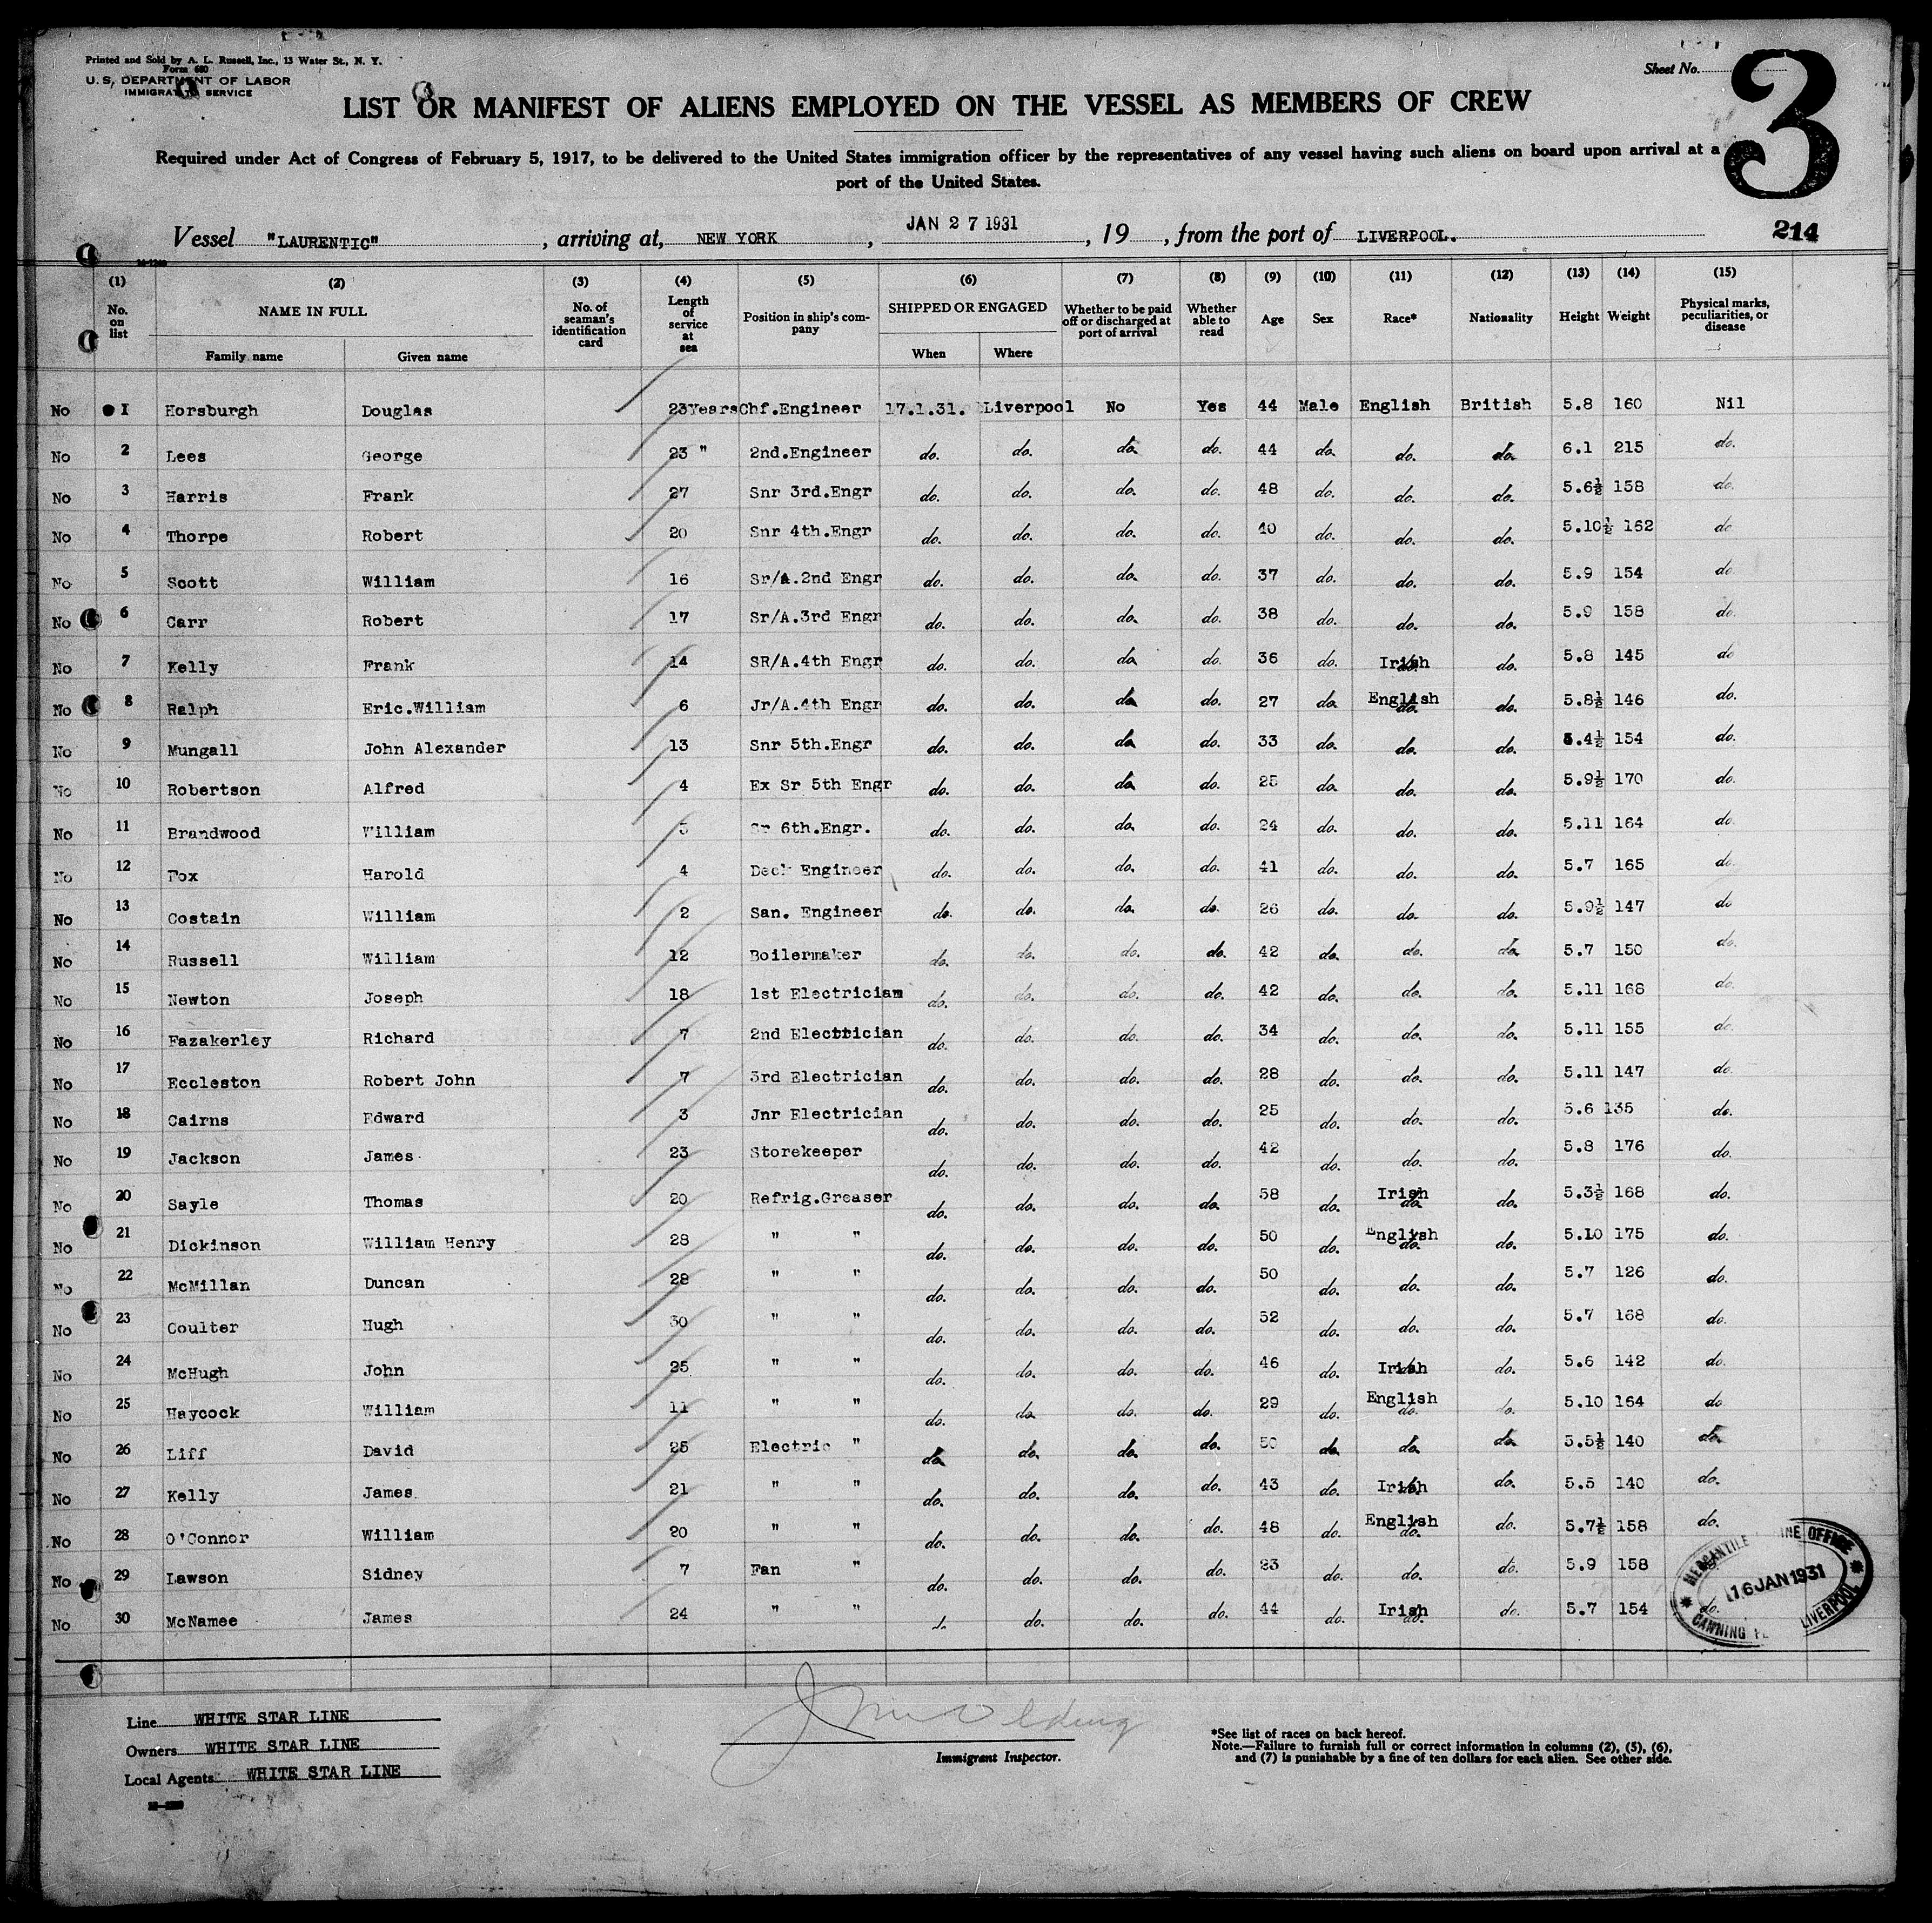 Printed and Sold by A. L. Russell, Inc., 13 Water St., N. Y.
Form 680
U. S. DEPARTMENT OF LABOR
IMMIGRATION SERVICE
Sheet No.
3
LIST OR MANIFEST OF ALIENS EMPLOYED ON THE VESSEL AS MEMBERS OF CREW
Required under Act of Congress of February 5, 1917, to be delivered to the United States immigration officer by the representatives of any vessel having such aliens on board upon arrival at a
port of the United States.
Vessel "LAURENTIC", arriving at, NEW YORK, JAN 27 1931, 19 , from the port of LIVERPOOL. 214
(1) (2) (3) (4) (5) (6) (7) (8) (9) (10) (11) (12) (13) (14) (15)
No. on list NAME IN FULL Family name Given name No. of seaman's identification card Length of service at sea Position in ship's company SHIPPED OR ENGAGED When Where Whether to be paid off or discharged at port of arrival Whether able to read Age Sex Race* Nationality Height Weight Physical marks, peculiarities, or disease
No 1 Horsburgh Douglas 23 Years Chf.Engineer 17.1.31. Liverpool No Yes 44 Male English British 5.8 160 Nil
No 2 Lees George 23 " 2nd.Engineer do. do. do. do. 44 do. do. do. 6.1 215 do.
No 3 Harris Frank 27 Snr 3rd.Engr do. do. do. do. 48 do. do. do. 5.6½ 158 do.
No 4 Thorpe Robert 20 Snr 4th.Engr do. do. do. do. 40 do. do. do. 5.10½ 162 do.
No 5 Scott William 16 Sr/A.2nd Engr do. do. do. do. 37 do. do. do. 5.9 154 do.
No 6 Carr Robert 17 Sr/A.3rd Engr do. do. do. do. 38 do. do. do. 5.9 158 do.
No 7 Kelly Frank 14 SR/A.4th Engr do. do. do. do. 36 do. Irish do. 5.8 145 do.
No 8 Ralph Eric.William 6 Jr/A.4th Engr do. do. do. do. 27 do. English do. 5.8½ 146 do.
No 9 Mungall John Alexander 13 Snr 5th.Engr do. do. do. do. 33 do. do. do. 5.4½ 154 do.
No 10 Robertson Alfred 4 Ex Sr 5th Engr do. do. do. do. 25 do. do. do. 5.9½ 170 do.
No 11 Brandwood William Sr 6th.Engr. do. do. do. do. 24 do. do. do. 5.11 164 do.
No 12 Fox Harold 4 Deck Engineer do. do. do. do. 41 do. do. do. 5.7 165 do.
No 13 Costain William 2 San. Engineer do. do. do. do. 26 do. do. do. 5.9½ 147 do.
No 14 Russell William 12 Boilermaker do. do. do. do. 42 do. do. do. 5.7 150 do.
No 15 Newton Joseph 18 1st Electrician do. do. do. do. 42 do. do. do. 5.11 168 do.
No 16 Fazakerley Richard 7 2nd Electrician do. do. do. do. 34 do. do. do. 5.11 155 do.
No 17 Eccleston Robert John 7 3rd Electrician do. do. do. do. 28 do. do. do. 5.11 147 do.
No 18 Cairns Edward 3 Jnr Electrician do. do. do. do. 25 do. do. do. 5.6 135 do.
No 19 Jackson James 23 Storekeeper do. do. do. do. 42 do. do. do. 5.8 176 do.
No 20 Sayle Thomas 20 Refrig.Greaser do. do. do. do. 58 do. Irish do. 5.3½ 168 do.
No 21 Dickinson William Henry 28 " " do. do. do. do. 50 do. English do. 5.10 175 do.
No 22 McMillan Duncan 28 " " do. do. do. do. 50 do. do. do. 5.7 126 do.
No 23 Coulter Hugh 30 " " do. do. do. do. 52 do. do. do. 5.7 168 do.
No 24 McHugh John 25 " " do. do. do. do. 46 do. Irish do. 5.6 142 do.
No 25 Haycock William 11 " " do. do. do. do. 29 do. English do. 5.10 164 do.
No 26 Liff David 25 Electric " do. do. do. do. 50 do. do. do. 5.5½ 140 do.
No 27 Kelly James 21 " " do. do. do. do. 43 do. Irish do. 5.5 140 do.
No 28 O'Connor William 20 " " do. do. do. do. 48 do. English do. 5.7½ 158 do.
No 29 Lawson Sidney 7 Fan " do. do. do. do. 23 do. do. do. 5.9 158
No 30 McNamee James 24 " " do. do. do. do. 44 do. Irish do. 5.7 154 do.
MERCANTILE OFFICE
16 JAN 1931
CANNING LIVERPOOL
Line WHITE STAR LINE
Owners WHITE STAR LINE
Local Agents WHITE STAR LINE
Immigrant Inspector.
*See list of races on back hereof.
Note.—Failure to furnish full or correct information in columns (2), (5), (6),
and (7) is punishable by a fine of ten dollars for each alien. See other side.